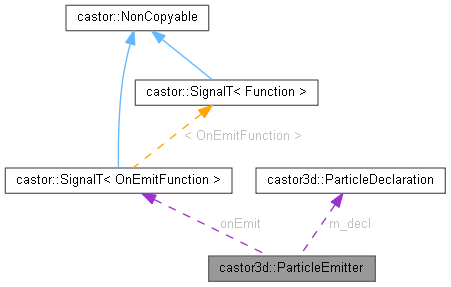 castor::NonCopyable
castor::SignalT< Function >
< OnEmitFunction >
castor::SignalT< OnEmitFunction >
castor3d::ParticleDeclaration
onEmit
m_decl
castor3d::ParticleEmitter